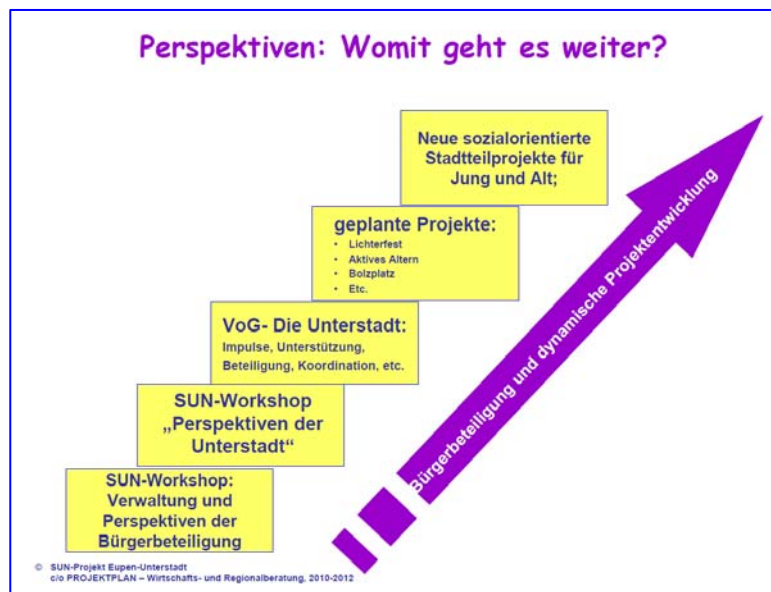 Perspektiven: Womit geht es weiter?
Neue sozialorientierte
Stadtteilprojekte für
Jung und Alt;
geplante Projekte:
• Lichterfest
• Aktives Altern
• Bolzplatz
• Etc.
VoG- Die Unterstadt:
Impulse, Unterstützung,
Beteiligung, Koordination, etc.
SUN-Workshop
„Perspektiven der
Unterstadt“
SUN-Workshop:
Verwaltung und
Perspektiven der
Bürgerbeteiligung
Bürgerbeteiligung und dynamische Projektentwicklung
© SUN-Projekt Eupen-Unterstadt
c/o PROJEKTPLAN – Wirtschafts- und Regionalberatung, 2010-2012